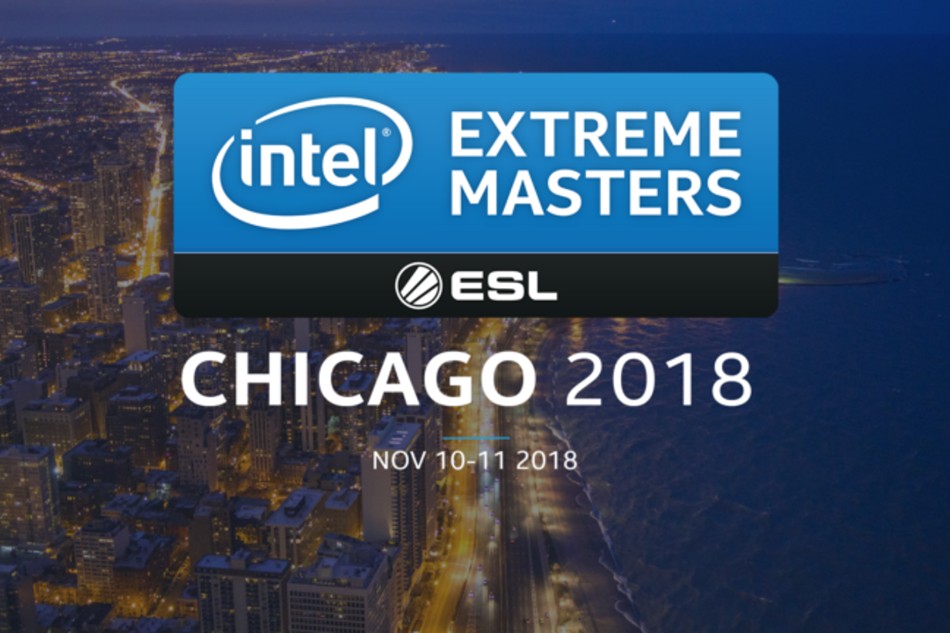 intel®
EXTREME
MASTERS
ESL
CHICAGO 2018
NOV 10-11 2018